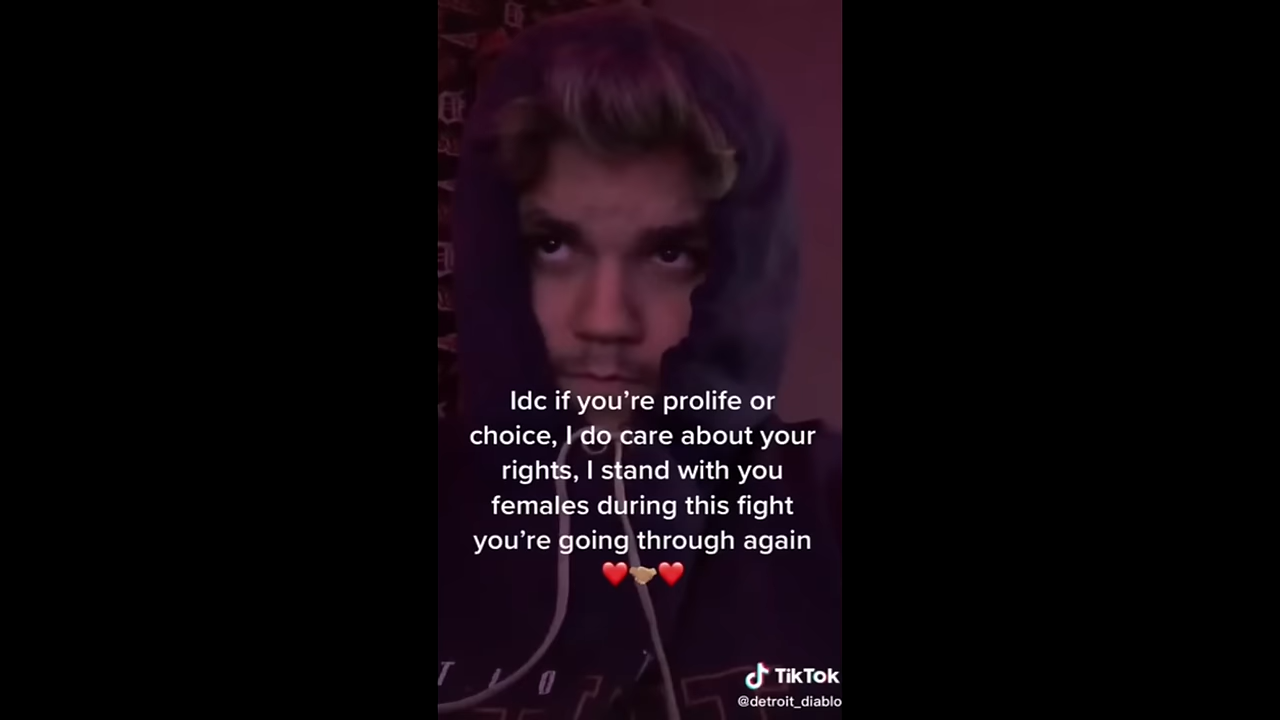 Idc if you’re prolife or
choice, I do care about your
rights, I stand with you
females during this fight
you’re going through again
❤️🤝❤️
TikTok
@detroit_diablo